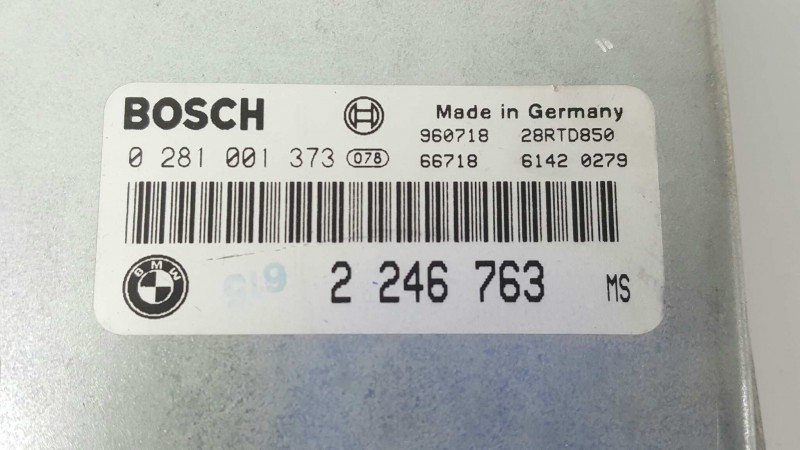 BOSCH Made in Germany
960718 28RTD850
0 281 001 373 078 66718 6142 0279
BMW 2 246 763 MS